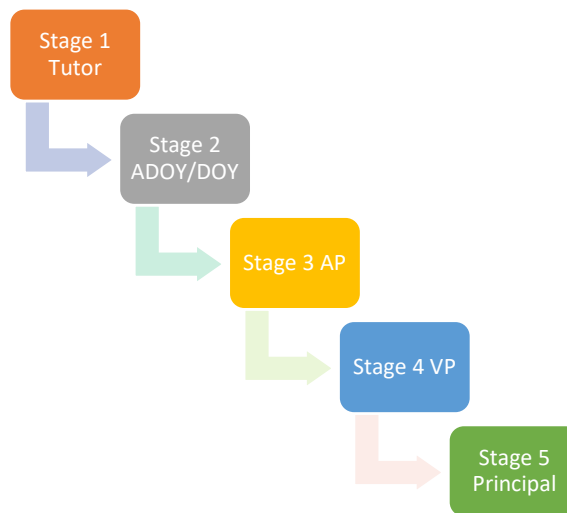 Stage 1
Tutor
Stage 2
ADOY/DOY
Stage 3 AP
Stage 4 VP
Stage 5
Principal